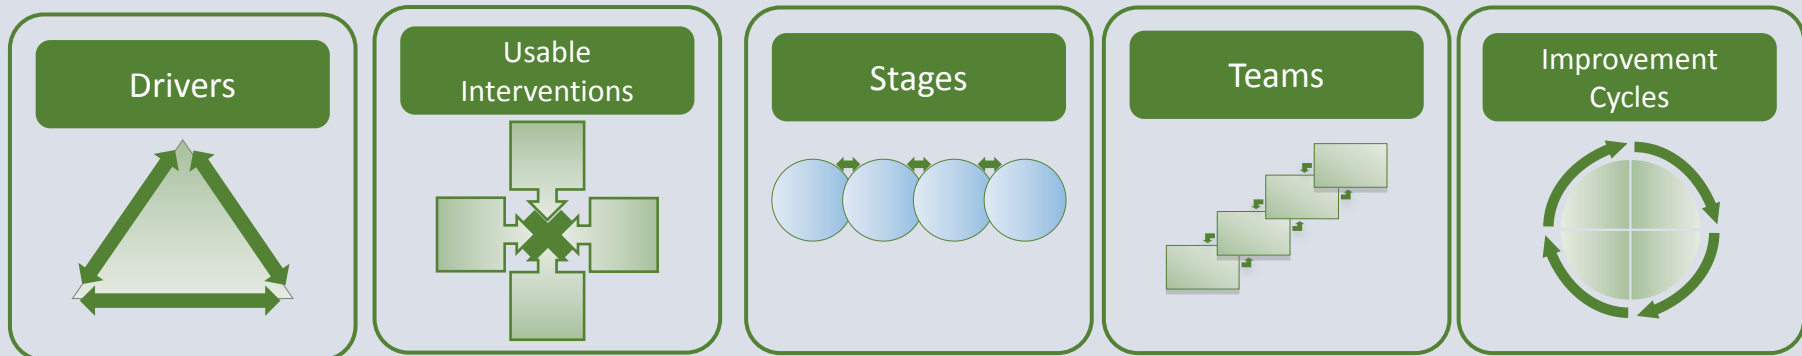 Drivers
Usable
Interventions
Stages
Teams
Improvement
Cycles